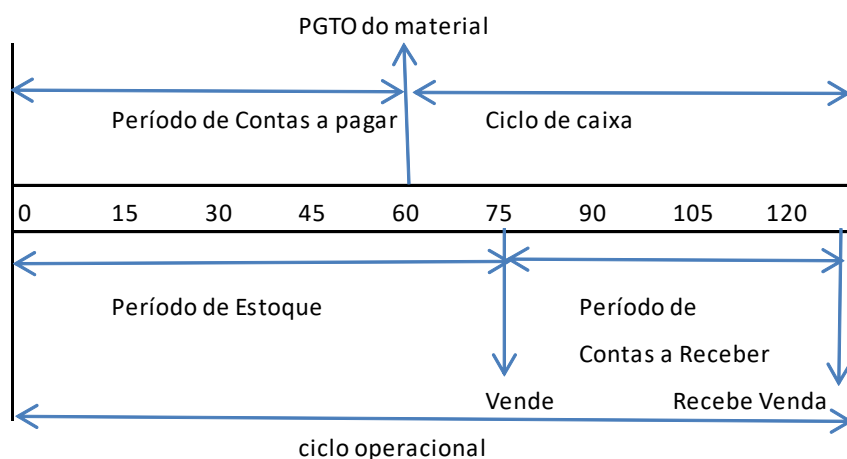 PGTO do material
Período de Contas a pagar Ciclo de caixa
0 15 30 45 60 75 90 105 120
Período de Estoque Período de
Contas a Receber
Vende Recebe Venda
ciclo operacional